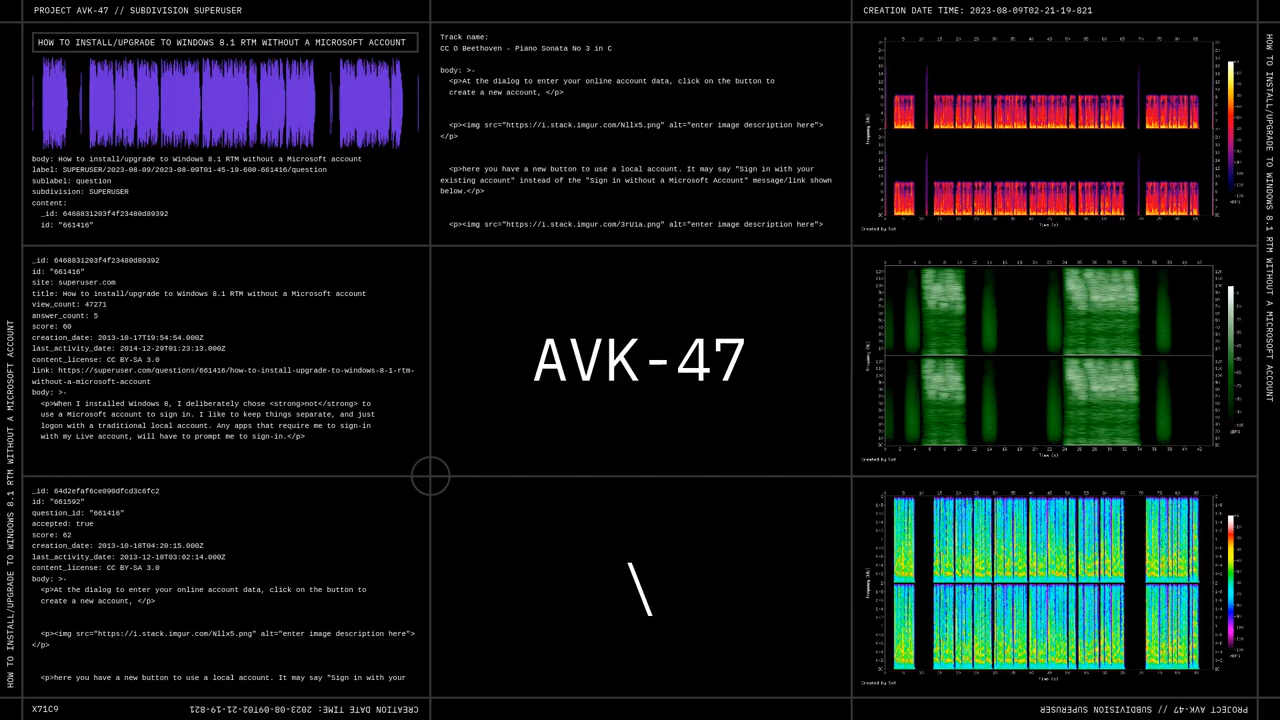 PROJECT AVK-47 // SUBDIVISION SUPERUSER
CREATION DATE TIME: 2023-08-09T02-21-19-821
HOW TO INSTALL/UPGRADE TO WINDOWS 8.1 RTM WITHOUT A MICROSOFT ACCOUNT
body: How to install/upgrade to Windows 8.1 RTM without a Microsoft account
label: SUPERUSER/2023-08-09/2023-08-09T01-45-19-600-661416/question
sublabel: question
subdivision: SUPERUSER
content:
_id: 6468831203f4f23480d89392
id: "661416"
Track name:
CC O Beethoven - Piano Sonata No 3 in C
body: >-
<p>At the dialog to enter your online account data, click on the button to
create a new account, </p>
<p><img src="https://i.stack.imgur.com/Nllx5.png" alt="enter image description here">
</p>
<p>here you have a new button to use a local account. It may say "Sign in with your
existing account" instead of the "Sign in without a Microsoft Account" message/link shown
below.</p>
<p><img src="https://i.stack.imgur.com/3rU1a.png" alt="enter image description here">
Time (s)
Created by SoX
_id: 6468831203f4f23480d89392
id: "661416"
site: superuser.com
title: How to install/upgrade to Windows 8.1 RTM without a Microsoft account
view_count: 47271
answer_count: 5
score: 60
creation_date: 2013-10-17T19:54:54.000Z
last_activity_date: 2014-12-29T01:23:13.000Z
content_license: CC BY-SA 3.0
link: https://superuser.com/questions/661416/how-to-install-upgrade-to-windows-8-1-rtm-
without-a-microsoft-account
body: >-
<p>When I installed Windows 8, I deliberately chose <strong>not</strong> to
use a Microsoft account to sign in. I like to keep things separate, and just
logon with a traditional local account. Any apps that require me to sign-in
with my Live account, will have to prompt me to sign-in.</p>
AVK-47
Time (s)
Created by SoX
_id: 64d2efaf6ce090dfcd3c6fc2
id: "661592"
question_id: "661416"
accepted: true
score: 62
creation_date: 2013-10-18T04:20:15.000Z
last_activity_date: 2013-12-18T03:02:14.000Z
content_license: CC BY-SA 3.0
body: >-
<p>At the dialog to enter your online account data, click on the button to
create a new account, </p>
<p><img src="https://i.stack.imgur.com/Nllx5.png" alt="enter image description here">
</p>
<p>here you have a new button to use a local account. It may say "Sign in with your
\
Time (s)
Created by SoX
HOW TO INSTALL/UPGRADE TO WINDOWS 8.1 RTM WITHOUT A MICROSOFT ACCOUNT
HOW TO INSTALL/UPGRADE TO WINDOWS 8.1 RTM WITHOUT A MICROSOFT ACCOUNT
CREATION DATE TIME: 2023-08-09T02-21-19-821
PROJECT AVK-47 // SUBDIVISION SUPERUSER